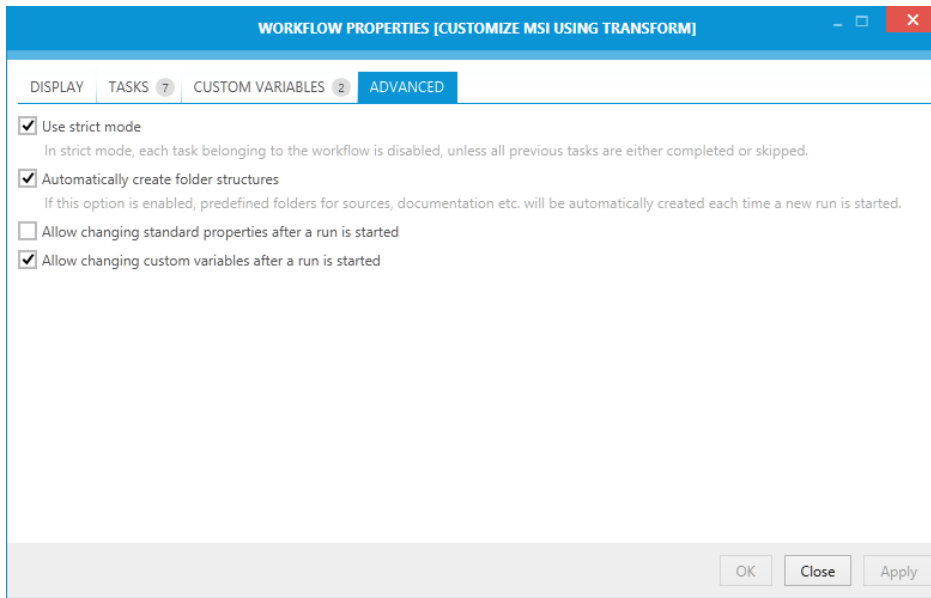 WORKFLOW PROPERTIES [CUSTOMIZE MSI USING TRANSFORM]
DISPLAY TASKS 7 CUSTOM VARIABLES 2 ADVANCED
Use strict mode
In strict mode, each task belonging to the workflow is disabled, unless all previous tasks are either completed or skipped.
Automatically create folder structures
If this option is enabled, predefined folders for sources, documentation etc. will be automatically created each time a new run is started.
Allow changing standard properties after a run is started
Allow changing custom variables after a run is started
OK Close Apply